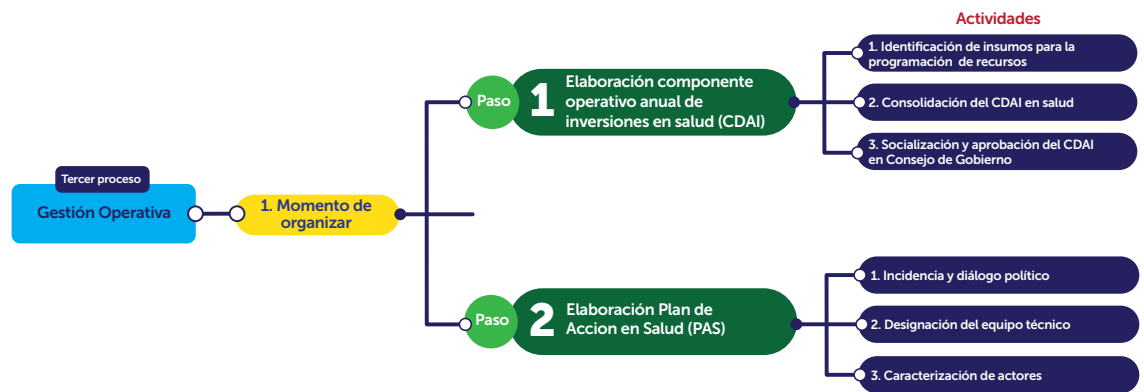 Actividades
Tercer proceso
Gestión Operativa
1. Momento de
organizar
Paso
1
Elaboración componente
operativo anual de
inversiones en salud (CDAI)
1. Identificación de insumos para la
programación de recursos
2. Consolidación del CDAI en salud
3. Socialización y aprobación del CDAI
en Consejo de Gobierno
Paso
2
Elaboración Plan de
Accion en Salud (PAS)
1. Incidencia y diálogo político
2. Designación del equipo técnico
3. Caracterización de actores